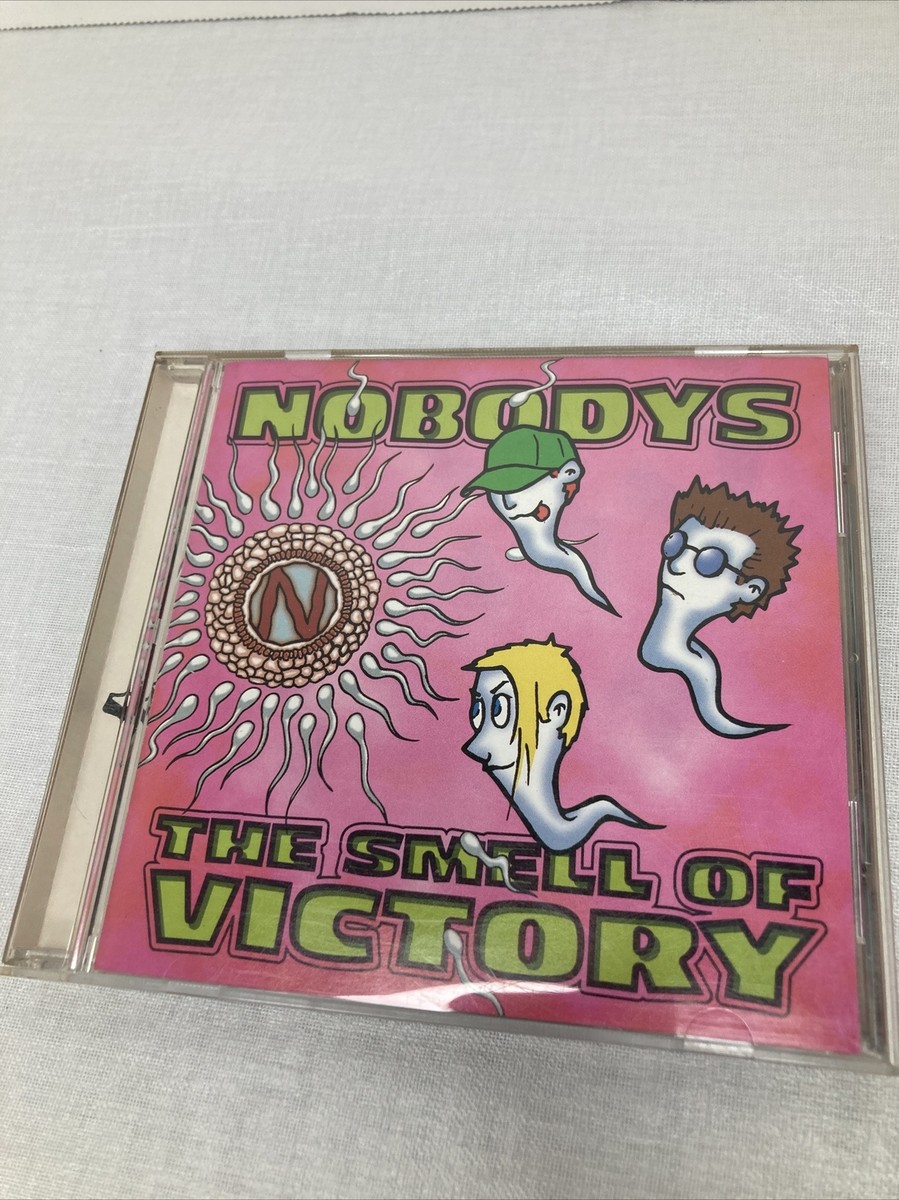 NOBODYS
N
THE SMELL OF
VICTORY